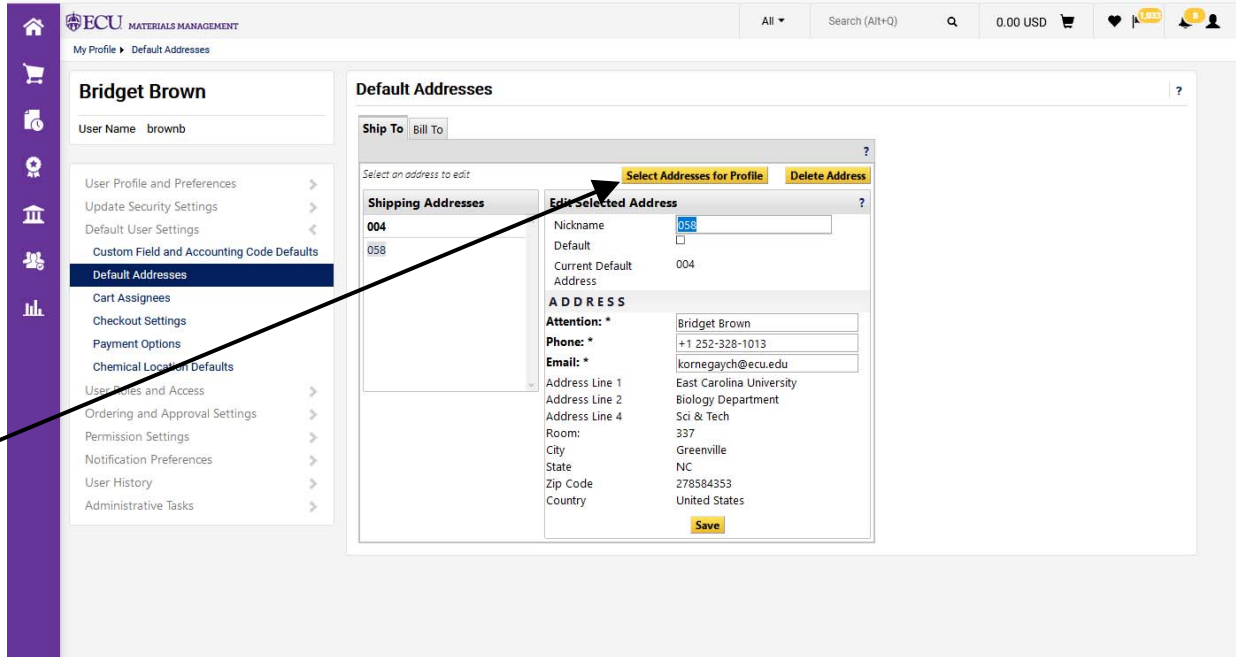 ECU MATERIALS MANAGEMENT
All
Search (Alt+Q)
0.00 USD
My Profile Default Addresses
Bridget Brown
User Name brownb
User Profile and Preferences
Update Security Settings
Default User Settings
Custom Field and Accounting Code Defaults
Default Addresses
Cart Assignees
Checkout Settings
Payment Options
Chemical Location Defaults
User Roles and Access
Ordering and Approval Settings
Permission Settings
Notification Preferences
User History
Administrative Tasks
Default Addresses ?
Ship To Bill To
?
Select an address to edit
Select Addresses for Profile Delete Address
Shipping Addresses
004
058
Edit Selected Address ?
Nickname 058
Default
Current Default Address 004
ADDRESS
Attention: * Bridget Brown
Phone: * +1 252-328-1013
Email: * kornegaych@ecu.edu
Address Line 1 East Carolina University
Address Line 2 Biology Department
Address Line 4 Sci & Tech
Room: 337
City Greenville
State NC
Zip Code 278584353
Country United States
Save